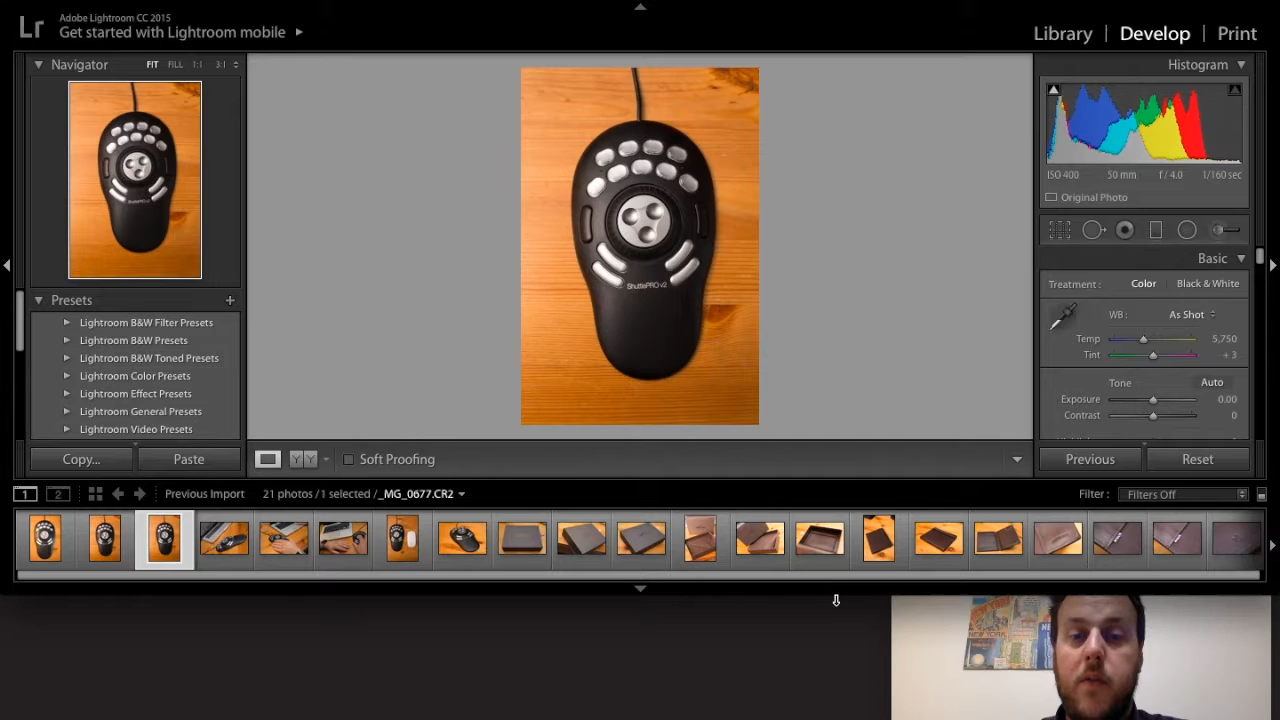 Lr
Adobe Lightroom CC 2015
Get started with Lightroom mobile
Library | Develop | Print
Navigator
FIT FILL 1:1 3:1
Histogram
ISO 400 50 mm f / 4.0 1/160 sec
Original Photo
ShuttlePRO v2
Basic
Treatment : Color Black & White
WB : As Shot
Temp 5,750
Tint + 3
Tone Auto
Exposure 0.00
Contrast 0
Presets +
Lightroom B&W Filter Presets
Lightroom B&W Presets
Lightroom B&W Toned Presets
Lightroom Color Presets
Lightroom Effect Presets
Lightroom General Presets
Lightroom Video Presets
Copy... Paste
Y Y
Soft Proofing
Previous Reset
1 2 Previous Import 21 photos / 1 selected / _MG_0677.CR2
Filter : Filters Off
NEW YORK